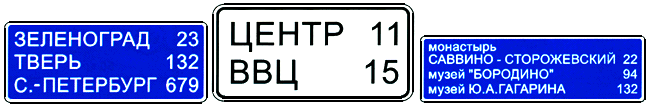 ЗЕЛЕНОГРАД 23
ТВЕРЬ 132
С.-ПЕТЕРБУРГ 679
ЦЕНТР 11
ВВЦ 15
монастырь
САВВИНО - СТОРОЖЕВСКИЙ 22
музей "БОРОДИНО" 94
музей Ю.А.ГАГАРИНА 132